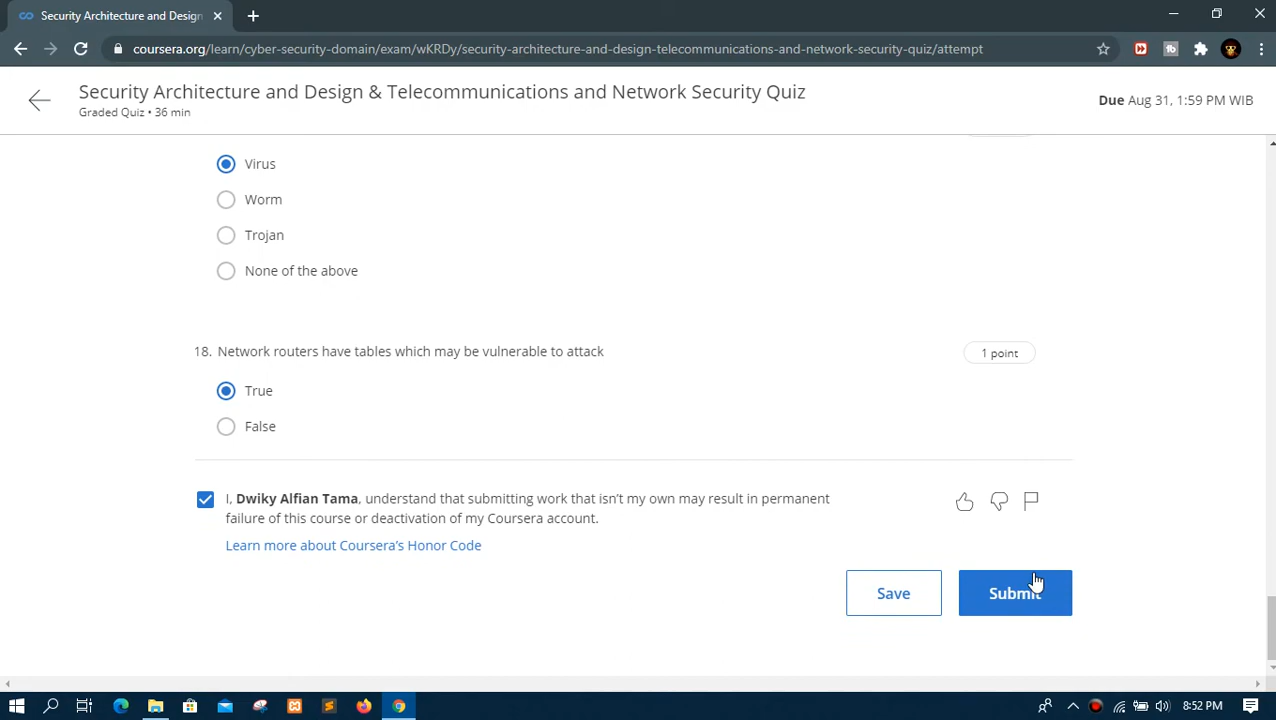 Security Architecture and Design
coursera.org/learn/cyber-security-domain/exam/wKRDy/security-architecture-and-design-telecommunications-and-network-security-quiz/attempt
Security Architecture and Design & Telecommunications and Network Security Quiz
Graded Quiz • 36 min
Due Aug 31, 1:59 PM WIB
Virus
Worm
Trojan
None of the above
18. Network routers have tables which may be vulnerable to attack
1 point
True
False
I, Dwiky Alfian Tama, understand that submitting work that isn't my own may result in permanent
failure of this course or deactivation of my Coursera account.
Learn more about Coursera's Honor Code
Save
Submit
8:52 PM